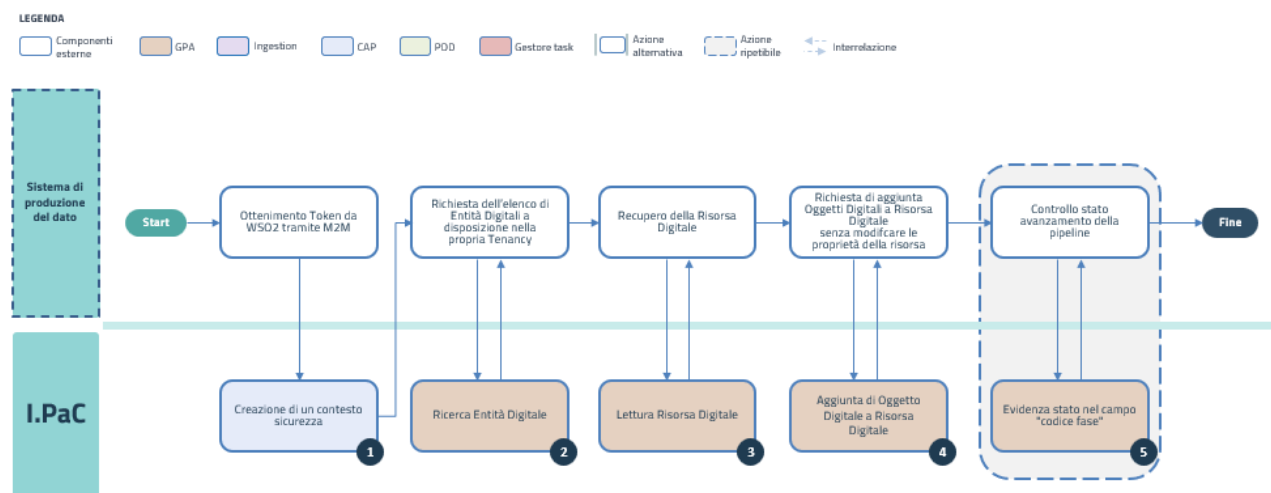 LEGENDA
Componenti
esterne
GPA
Ingestion
CAP
POD
Gestore task
Azione
alternativa
Azione
ripetibile
Interrelazione
Sistema di
produzione
del dato
Start
Ottenimento Token da
WSO2 tramite M2M
Richiesta dell'elenco di
Entità Digitali a
disposizione nella
propria Tenancy
Recupero della Risorsa
Digitale
Richiesta di aggiunta
Oggetti Digitali a Risorsa
Digitale
senza modifcare le
proprietà della risorsa
Controllo stato
avanzamento della
pipeline
Fine
I.PaC
Creazione di un contesto
sicurezza
1
Ricerca Entità Digitale
2
Lettura Risorsa Digitale
3
Aggiunta di Oggetto
Digitale a Risorsa
Digitale
4
Evidenza stato nel campo
"codice fase"
5